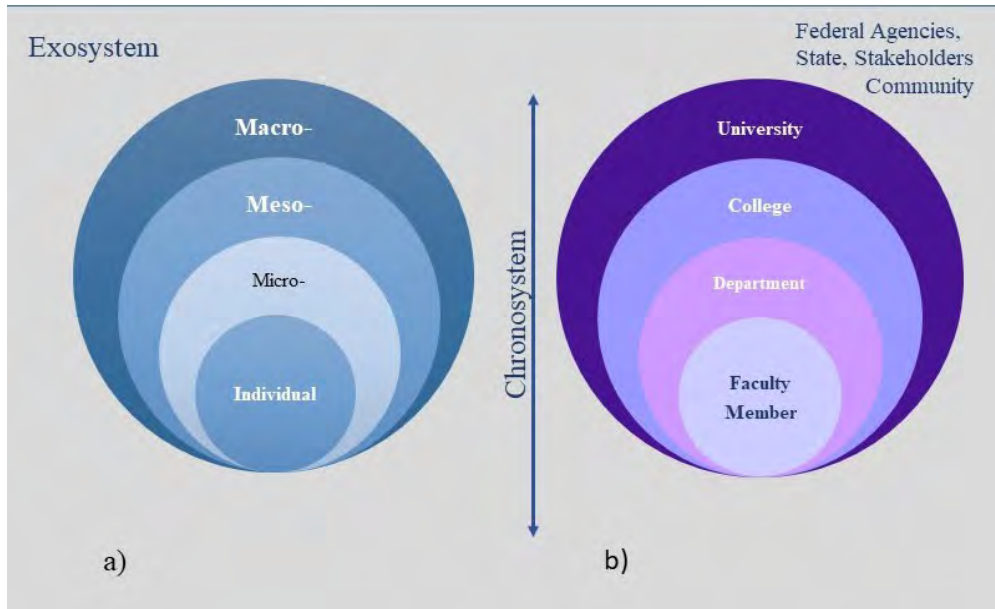 Exosystem
Macro-
Meso-
Micro-
Individual
a)
Chronosystem
Federal Agencies,
State, Stakeholders
Community
University
College
Department
Faculty
Member
b)